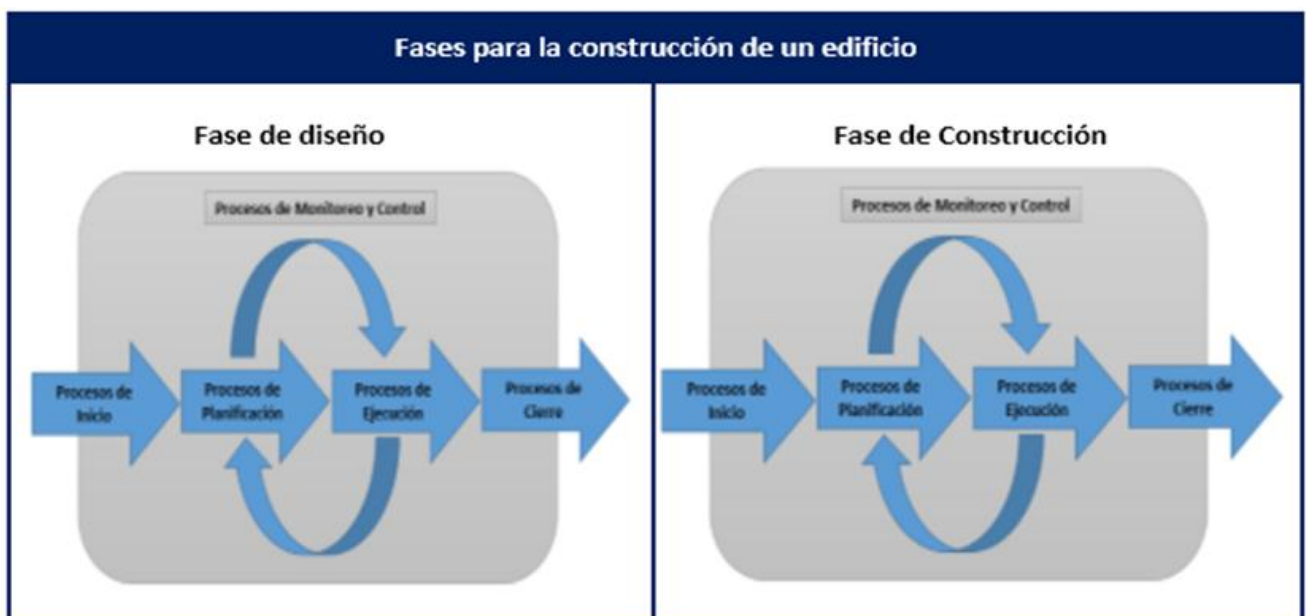 Fases para la construcción de un edificio
Fase de diseño
Procesos de Monitoreo y Control
Procesos de
Inicio
Procesos de
Planificación
Procesos de
Ejecución
Procesos de
Cierre
Fase de Construcción
Procesos de Monitoreo y Control
Procesos de
Inicio
Procesos de
Planificación
Procesos de
Ejecución
Procesos de
Cierre